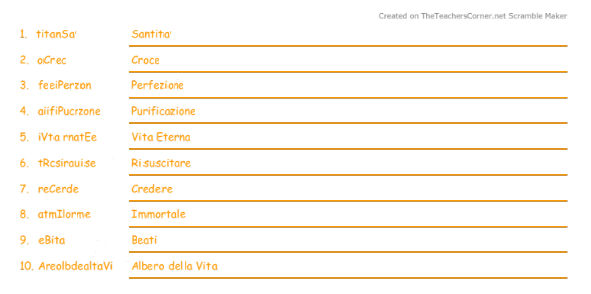 Created on TheTeachersCorner.net Scramble Maker
1. titanSa' Santita'
2. oCrec Croce
3. feeiPerzon Perfezione
4. aiifiPucrzone Purificazione
5. iVta rnatEe Vita Eterna
6. tRcsirauise Risuscitare
7. reCerde Credere
8. atmIlorme Immortale
9. eBita Beati
10. AreolbdealtaVi Albero della Vita